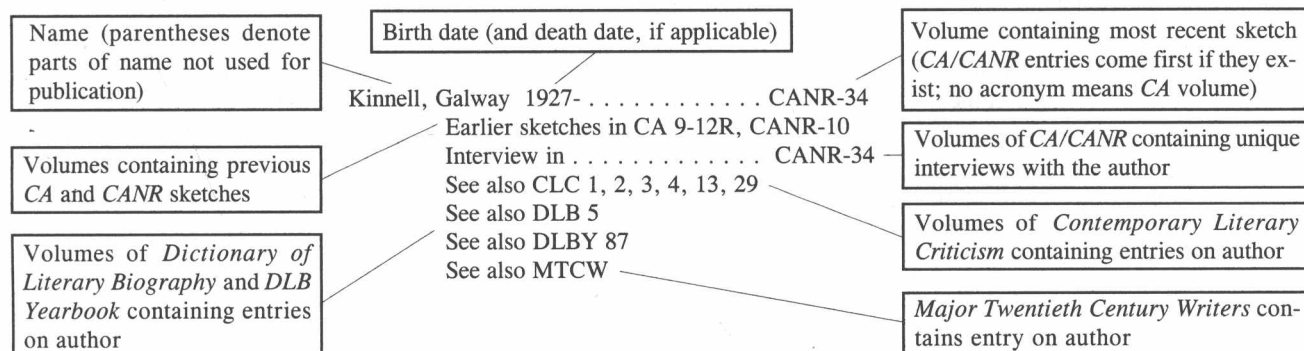 Name (parentheses denote
parts of name not used for
publication)
Birth date (and death date, if applicable)
Volume containing most recent sketch
(CA/CANR entries come first if they ex-
ist; no acronym means CA volume)
Kinnell, Galway 1927- . . . . . . . . . . . . CANR-34
Earlier sketches in CA 9-12R, CANR-10
Interview in . . . . . . . . . . . . . CANR-34
See also CLC 1, 2, 3, 4, 13, 29
See also DLB 5
See also DLBY 87
See also MTCW
Volumes containing previous
CA and CANR sketches
Volumes of Dictionary of
Literary Biography and DLB
Yearbook containing entries
on author
Volumes of CA/CANR containing unique
interviews with the author
Volumes of Contemporary Literary
Criticism containing entries on author
Major Twentieth Century Writers con-
tains entry on author